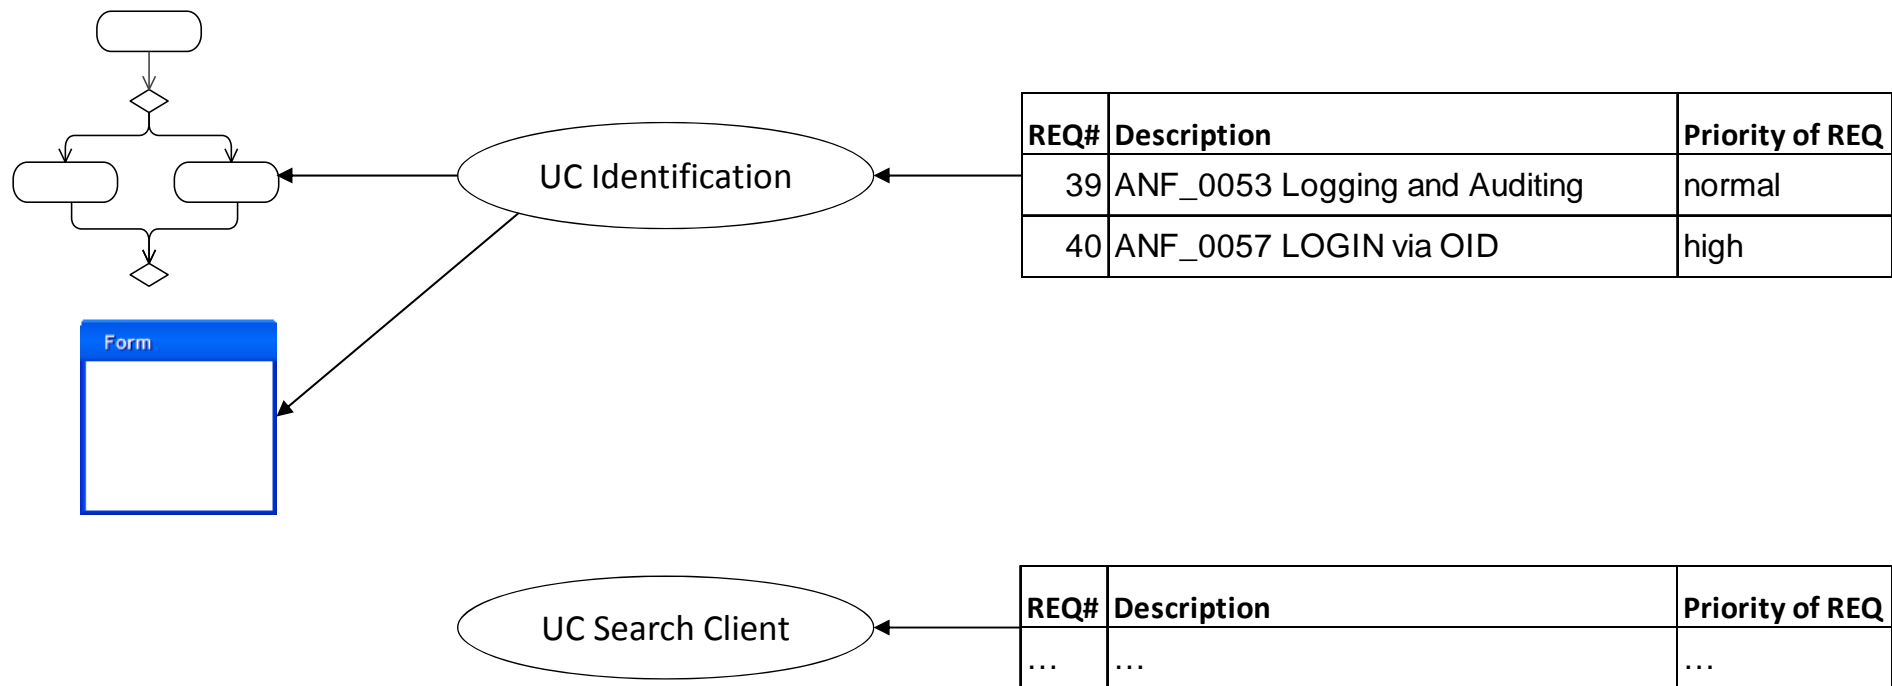 REQ# Description Priority of REQ
UC Identification
39 ANF_0053 Logging and Auditing normal
40 ANF_0057 LOGIN via OID high
Form
REQ# Description Priority of REQ
UC Search Client
… … …